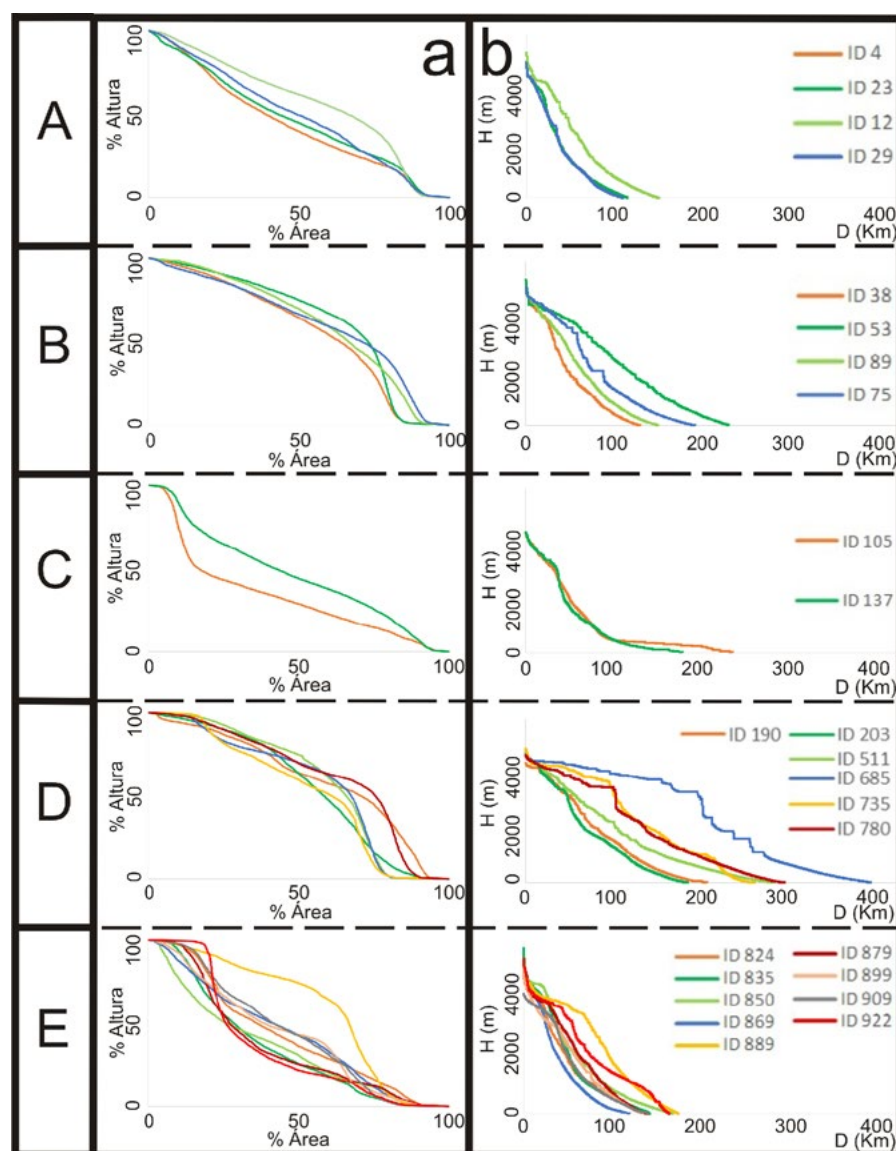 a
b
A
100
% Altura
50
0
0
50
100
% Área
4000
H (m)
2000
0
0
100
200
300
400
D (Km)
ID 4
ID 23
ID 12
ID 29
B
100
% Altura
50
0
0
50
100
% Área
4000
H (m)
2000
0
0
100
200
300
400
D (Km)
ID 38
ID 53
ID 89
ID 75
C
100
% Altura
50
0
0
50
100
% Área
4000
H (m)
2000
0
0
100
200
300
400
D (Km)
ID 105
ID 137
D
100
% Altura
50
0
0
50
100
% Área
4000
H (m)
2000
0
0
100
200
300
400
D (Km)
ID 190
ID 203
ID 511
ID 685
ID 735
ID 780
E
100
% Altura
50
0
0
50
100
% Área
4000
H (m)
2000
0
0
100
200
300
400
D (Km)
ID 824
ID 835
ID 850
ID 869
ID 889
ID 879
ID 899
ID 909
ID 922